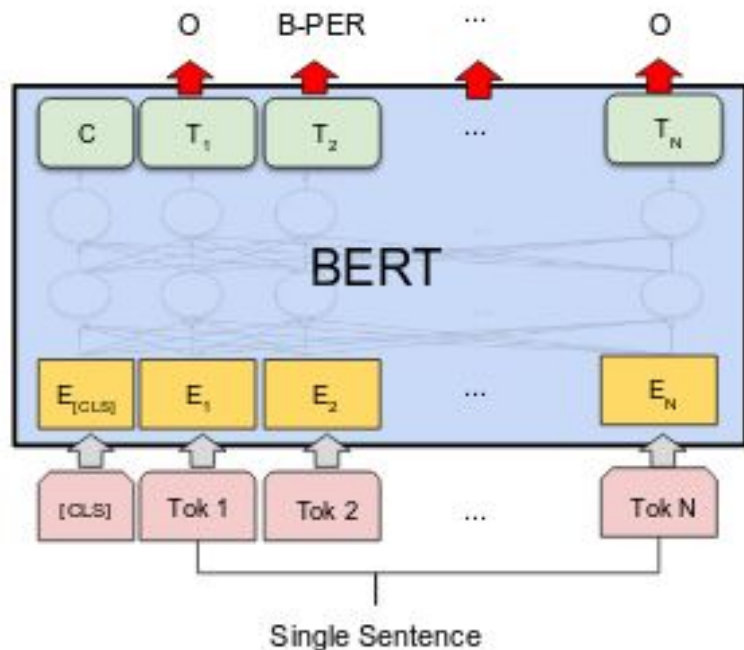 O B-PER ... O
C T1 T2 ... TN
BERT
E[CLS] E1 E2 ... EN
[CLS] Tok 1 Tok 2 ... Tok N
Single Sentence